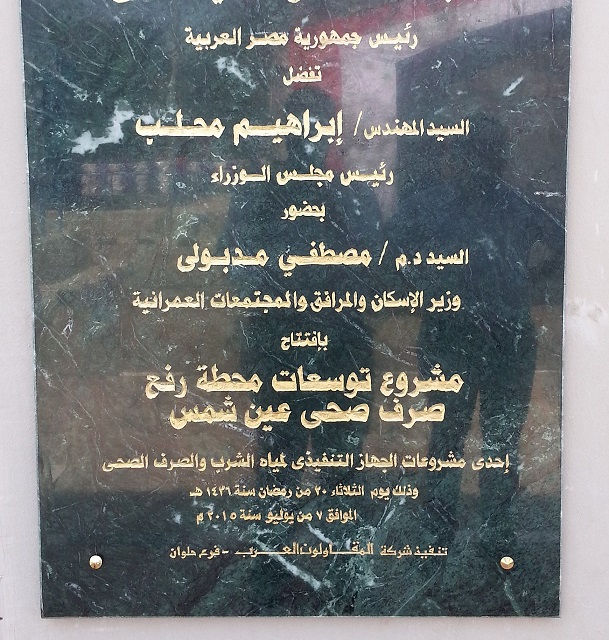 رئيس جمهورية مصر العربية
تفضل
السيد المهندس / إبراهيم محلب
رئيس مجلس الوزراء
بحضور
السيد د.م / مصطفي مدبولى
وزير الإسكان والمرافق والمجتمعات العمرانية
بإفتتاح
مشروع توسعات محطة رفع
صرف صحى عين شمس
إحدى مشروعات الجهاز التنفيذى لمياه الشرب والصرف الصحى
وذلك يوم الثلاثاء ٢٠ من رمضان سنة ١٤٣٦ هـ
الموافق ٧ من يوليو سنة ٢٠١٥ م
تنفيذ شركة المقاولون العرب - فرع حلوان